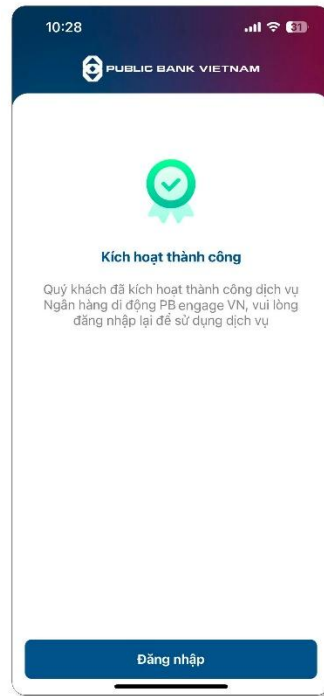 10:28
31
PUBLIC BANK VIETNAM
Kích hoạt thành công
Quý khách đã kích hoạt thành công dịch vụ
Ngân hàng di động PB engage VN, vui lòng
đăng nhập lại để sử dụng dịch vụ
Đăng nhập